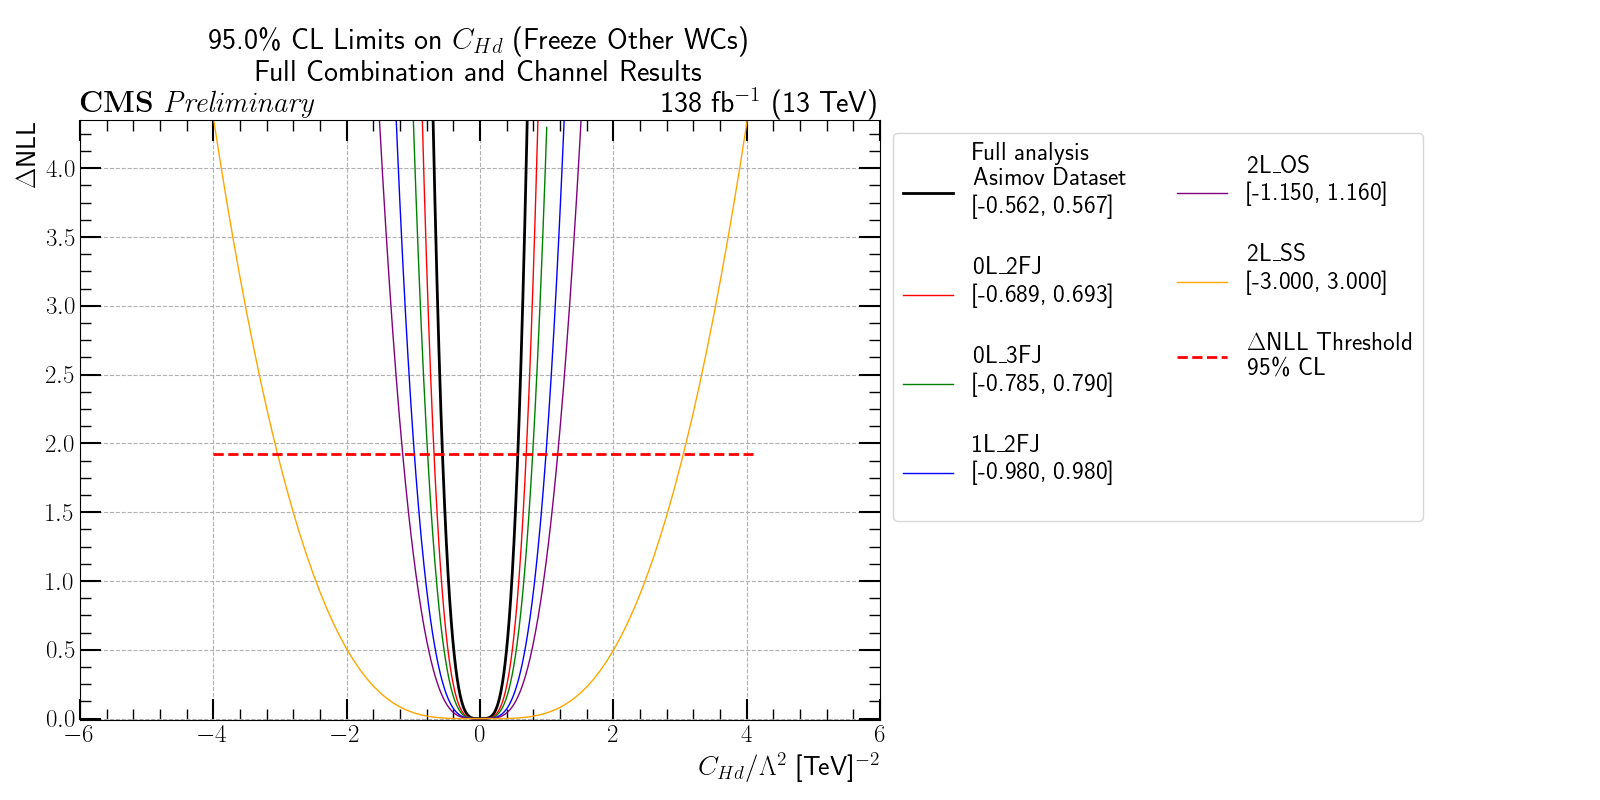 95.0% CL Limits on C_{Hd} (Freeze Other WCs)
Full Combination and Channel Results
CMS Preliminary
138 fb^{-1} (13 TeV)
ΔNLL
4.0
3.5
3.0
2.5
2.0
1.5
1.0
0.5
0.0
−6
−4
−2
0
2
4
6
C_{Hd}/Λ^2 [TeV]^{-2}
Full analysis
Asimov Dataset
[-0.562, 0.567]
0L_2FJ
[-0.689, 0.693]
0L_3FJ
[-0.785, 0.790]
1L_2FJ
[-0.980, 0.980]
2L_OS
[-1.150, 1.160]
2L_SS
[-3.000, 3.000]
ΔNLL Threshold
95% CL